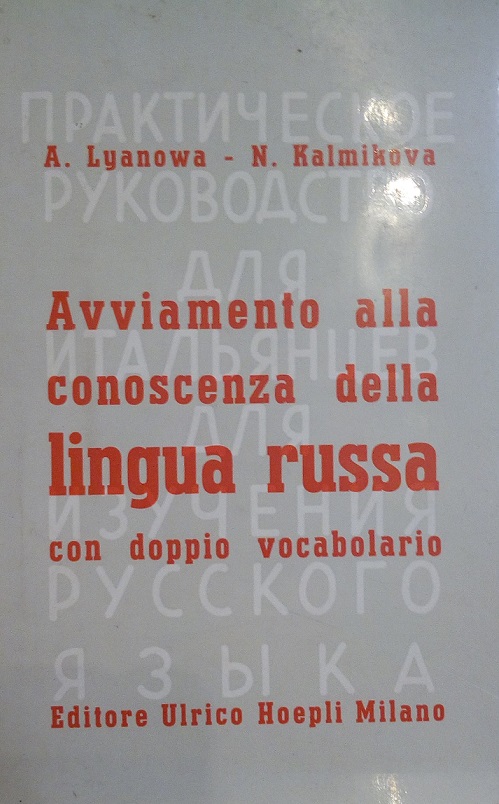 ПРАКТИЧЕСКОЕ
A. Lyanowa - N. Kalmikova
РУКОВОДСТВО
ДЛЯ
Avviamento alla
ИТАЛЬЯНЦЕВ
conoscenza della
ДЛЯ
lingua russa
ИЗУЧЕНИЯ
con doppio vocabolario
РУССКОГО
ЯЗЫКА
Editore Ulrico Hoepli Milano